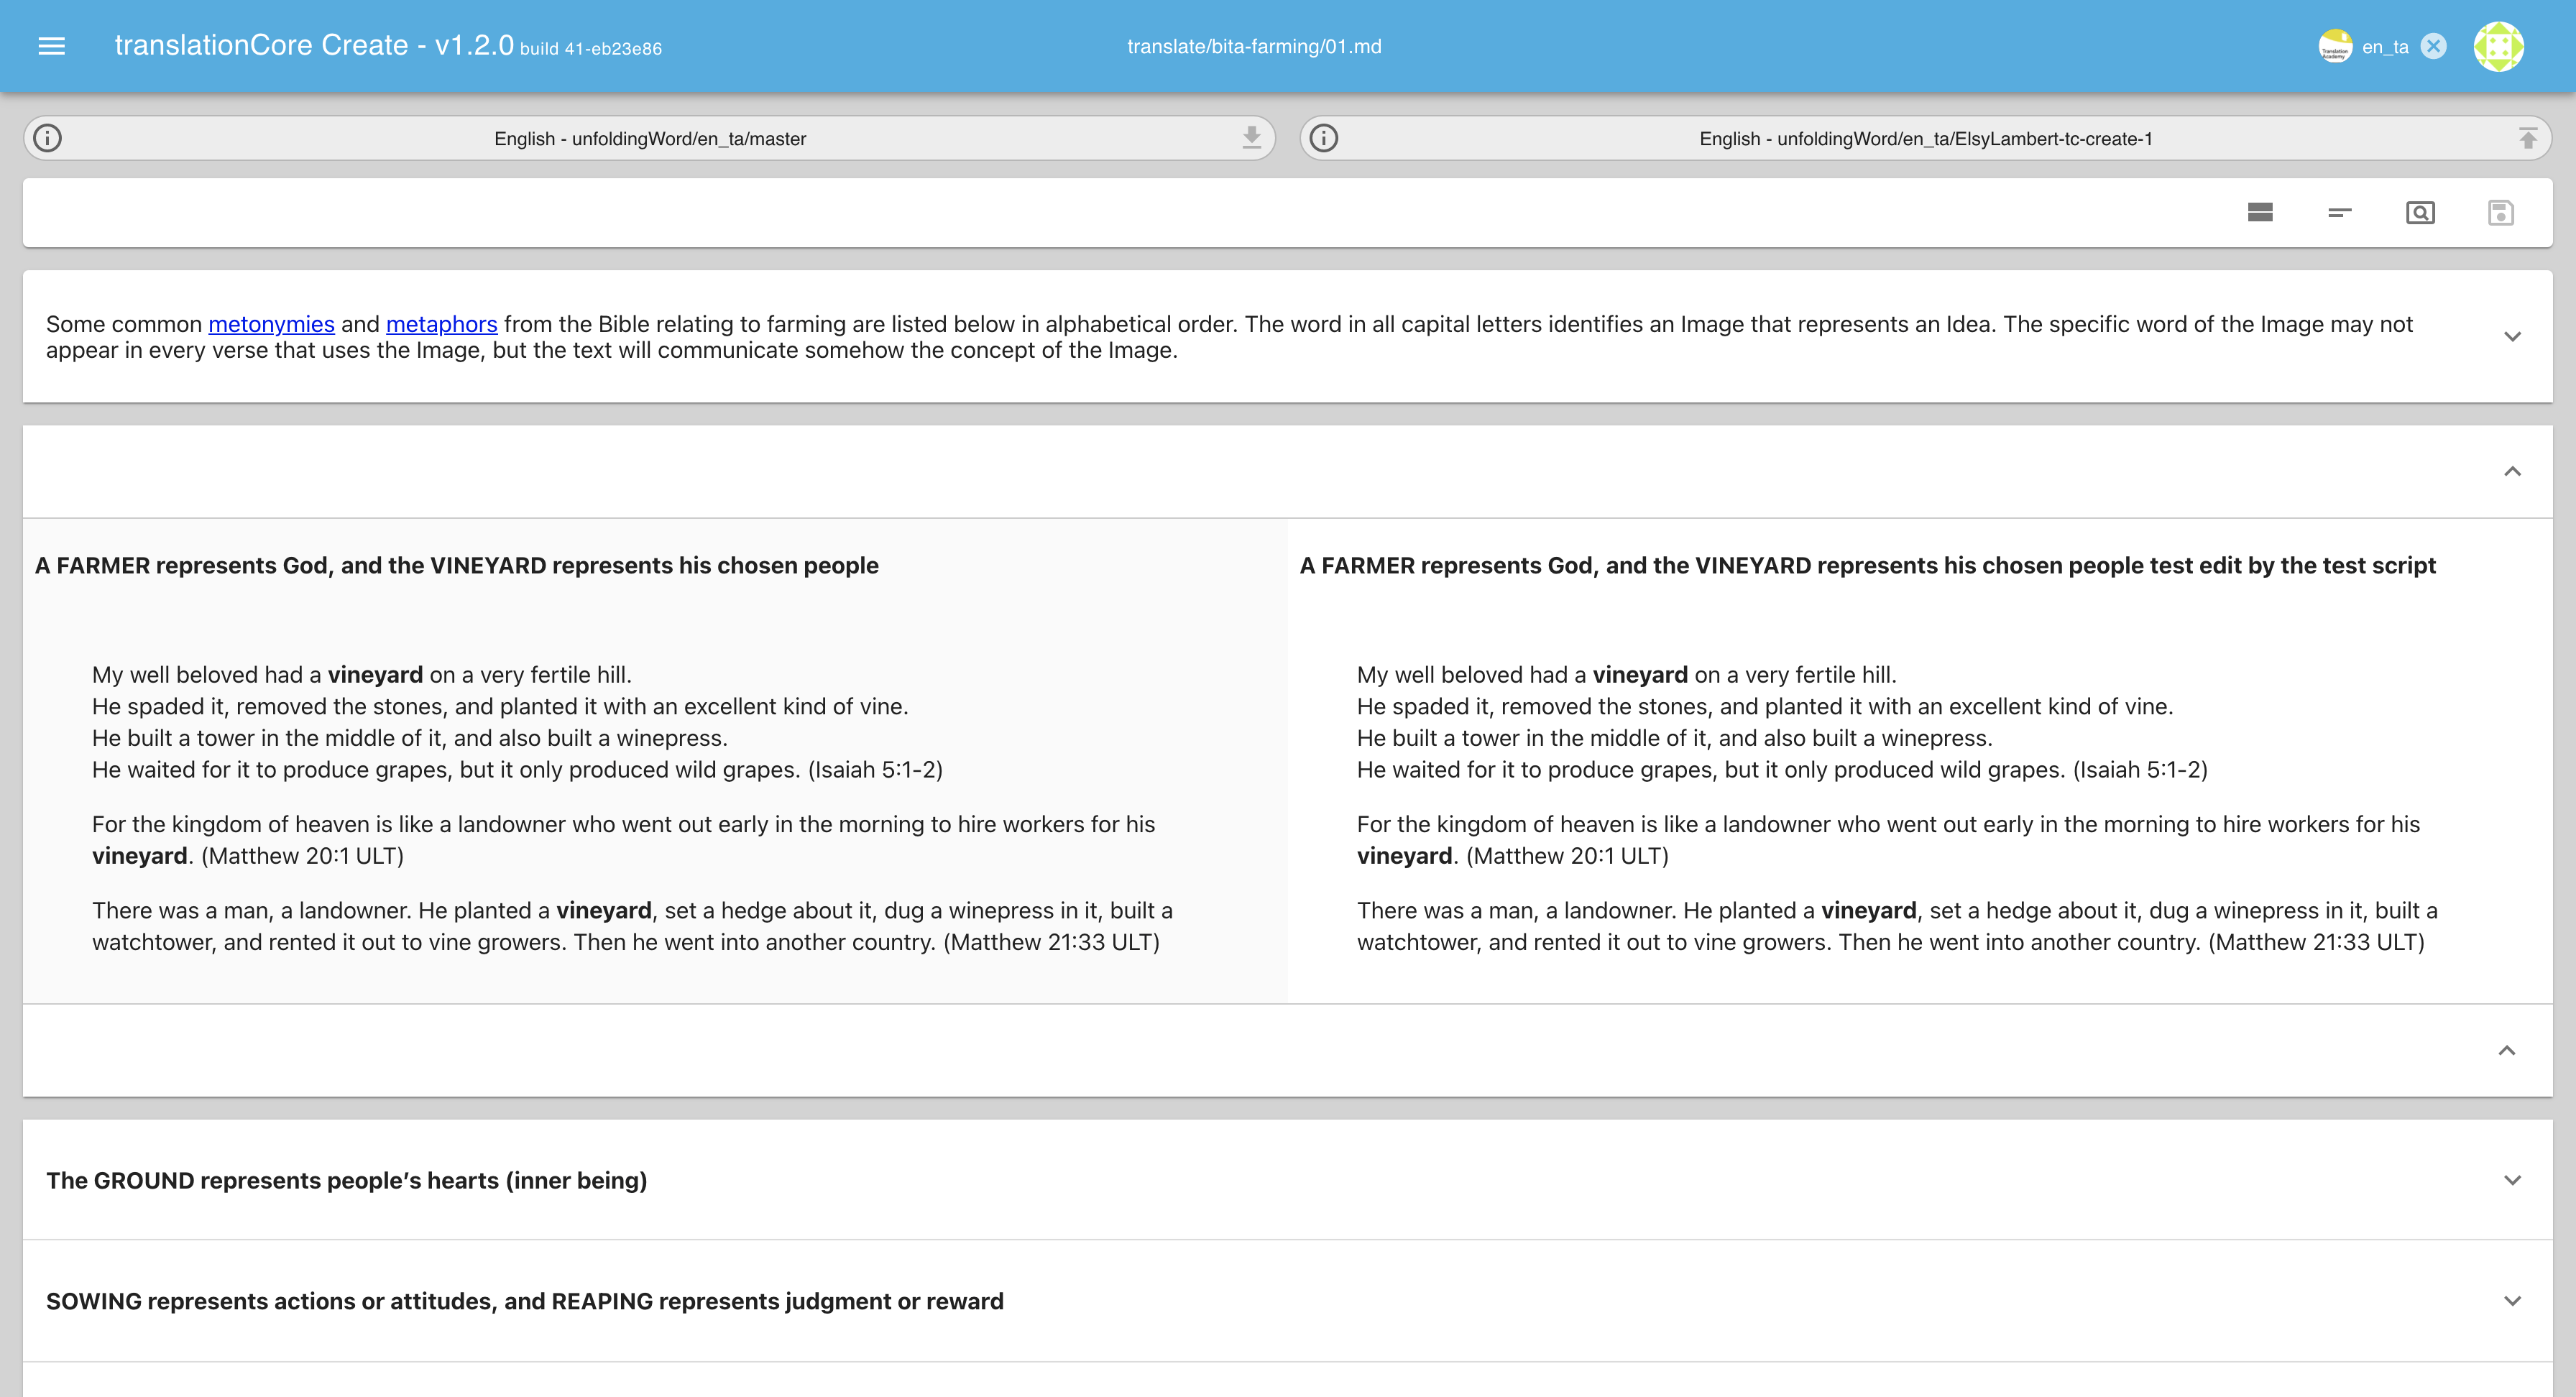 translationCore Create - v1.2.0 build 41-eb23e86
translate/bita-farming/01.md
Translation
Academy
en_ta
English - unfoldingWord/en_ta/master
English - unfoldingWord/en_ta/ElsyLambert-tc-create-1
Some common metonymies and metaphors from the Bible relating to farming are listed below in alphabetical order. The word in all capital letters identifies an Image that represents an Idea. The specific word of the Image may not
appear in every verse that uses the Image, but the text will communicate somehow the concept of the Image.
A FARMER represents God, and the VINEYARD represents his chosen people
My well beloved had a vineyard on a very fertile hill.
He spaded it, removed the stones, and planted it with an excellent kind of vine.
He built a tower in the middle of it, and also built a winepress.
He waited for it to produce grapes, but it only produced wild grapes. (Isaiah 5:1-2)
For the kingdom of heaven is like a landowner who went out early in the morning to hire workers for his
vineyard. (Matthew 20:1 ULT)
There was a man, a landowner. He planted a vineyard, set a hedge about it, dug a winepress in it, built a
watchtower, and rented it out to vine growers. Then he went into another country. (Matthew 21:33 ULT)
A FARMER represents God, and the VINEYARD represents his chosen people test edit by the test script
My well beloved had a vineyard on a very fertile hill.
He spaded it, removed the stones, and planted it with an excellent kind of vine.
He built a tower in the middle of it, and also built a winepress.
He waited for it to produce grapes, but it only produced wild grapes. (Isaiah 5:1-2)
For the kingdom of heaven is like a landowner who went out early in the morning to hire workers for his
vineyard. (Matthew 20:1 ULT)
There was a man, a landowner. He planted a vineyard, set a hedge about it, dug a winepress in it, built a
watchtower, and rented it out to vine growers. Then he went into another country. (Matthew 21:33 ULT)
The GROUND represents people’s hearts (inner being)
SOWING represents actions or attitudes, and REAPING represents judgment or reward